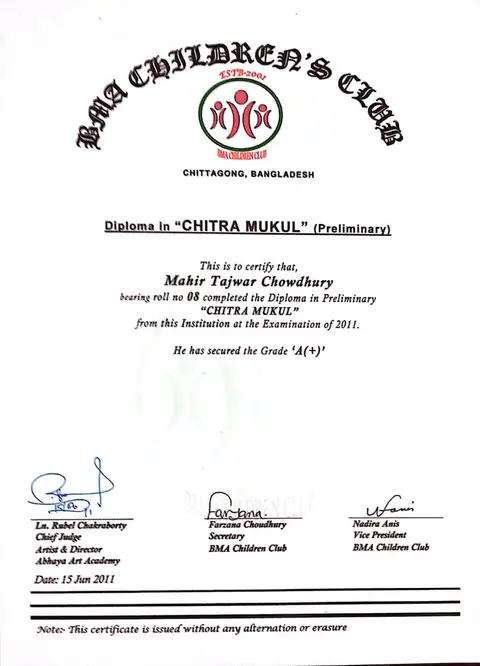 BMA CHILDREN'S CLUB
ESTB-2001
BMA CHILDREN CLUB
CHITTAGONG, BANGLADESH
Diploma in "CHITRA MUKUL" (Preliminary)
This is to certify that,
Mahir Tajwar Chowdhury
bearing roll no 08 completed the Diploma in Preliminary
"CHITRA MUKUL"
from this Institution at the Examination of 2011.
He has secured the Grade 'A(+)'
Farzana.
Ln. Rubel Chakraborty
Chief Judge
Artist & Director
Abhaya Art Academy
Farzana Choudhury
Secretary
BMA Children Club
Nadira Anis
Vice President
BMA Children Club
Date: 15 Jun 2011
Note:- This certificate is issued without any alternation or erasure